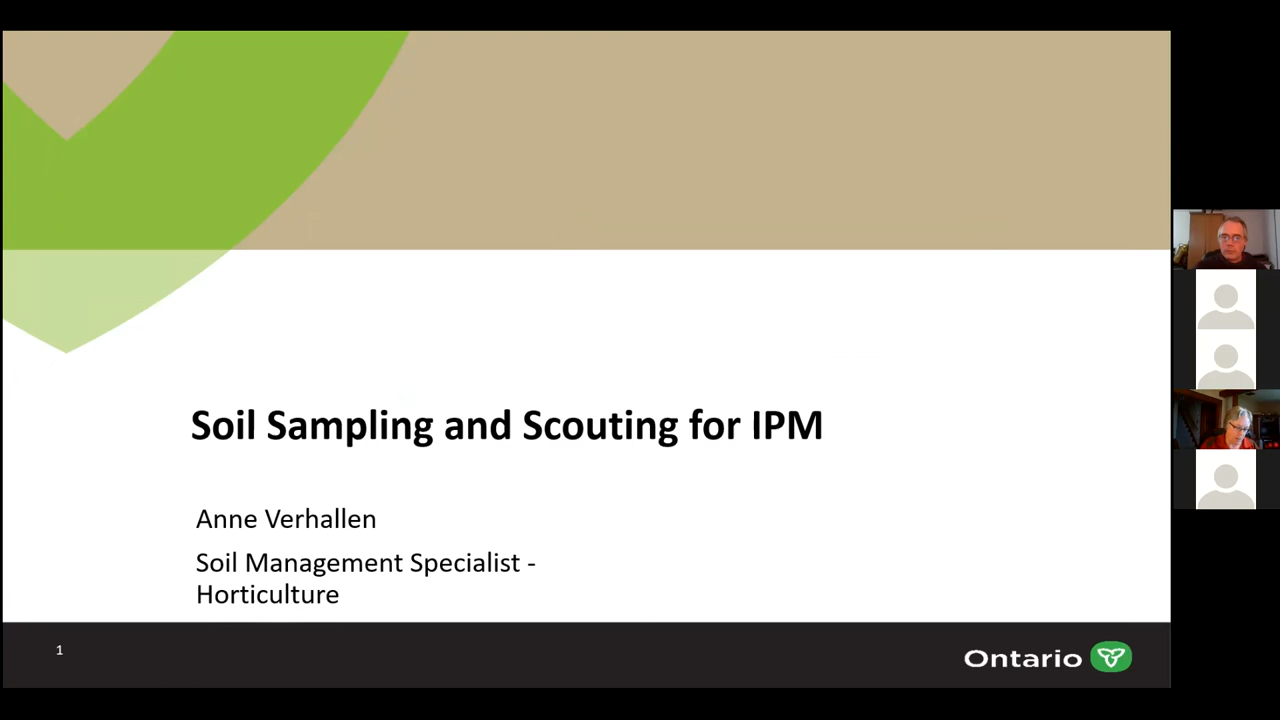 Soil Sampling and Scouting for IPM
Anne Verhallen
Soil Management Specialist -
Horticulture
1
Ontario